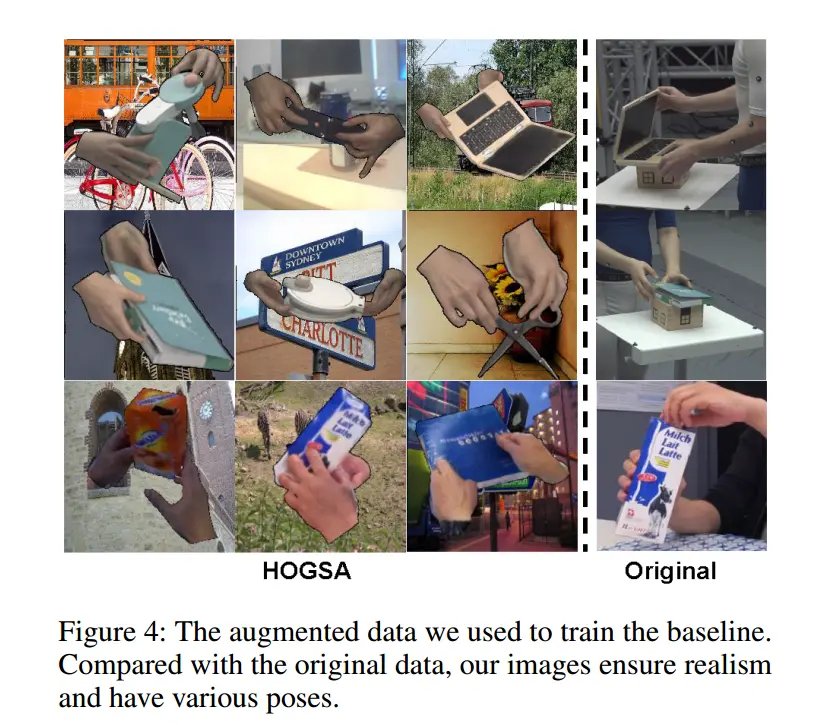 DOWNTOWN
SYDNEY
PITT
CHARLOTTE
Milch
Lait
Latte
Milch
Lait
Latte
HOGSA
Original
Figure 4: The augmented data we used to train the baseline.
Compared with the original data, our images ensure realism
and have various poses.